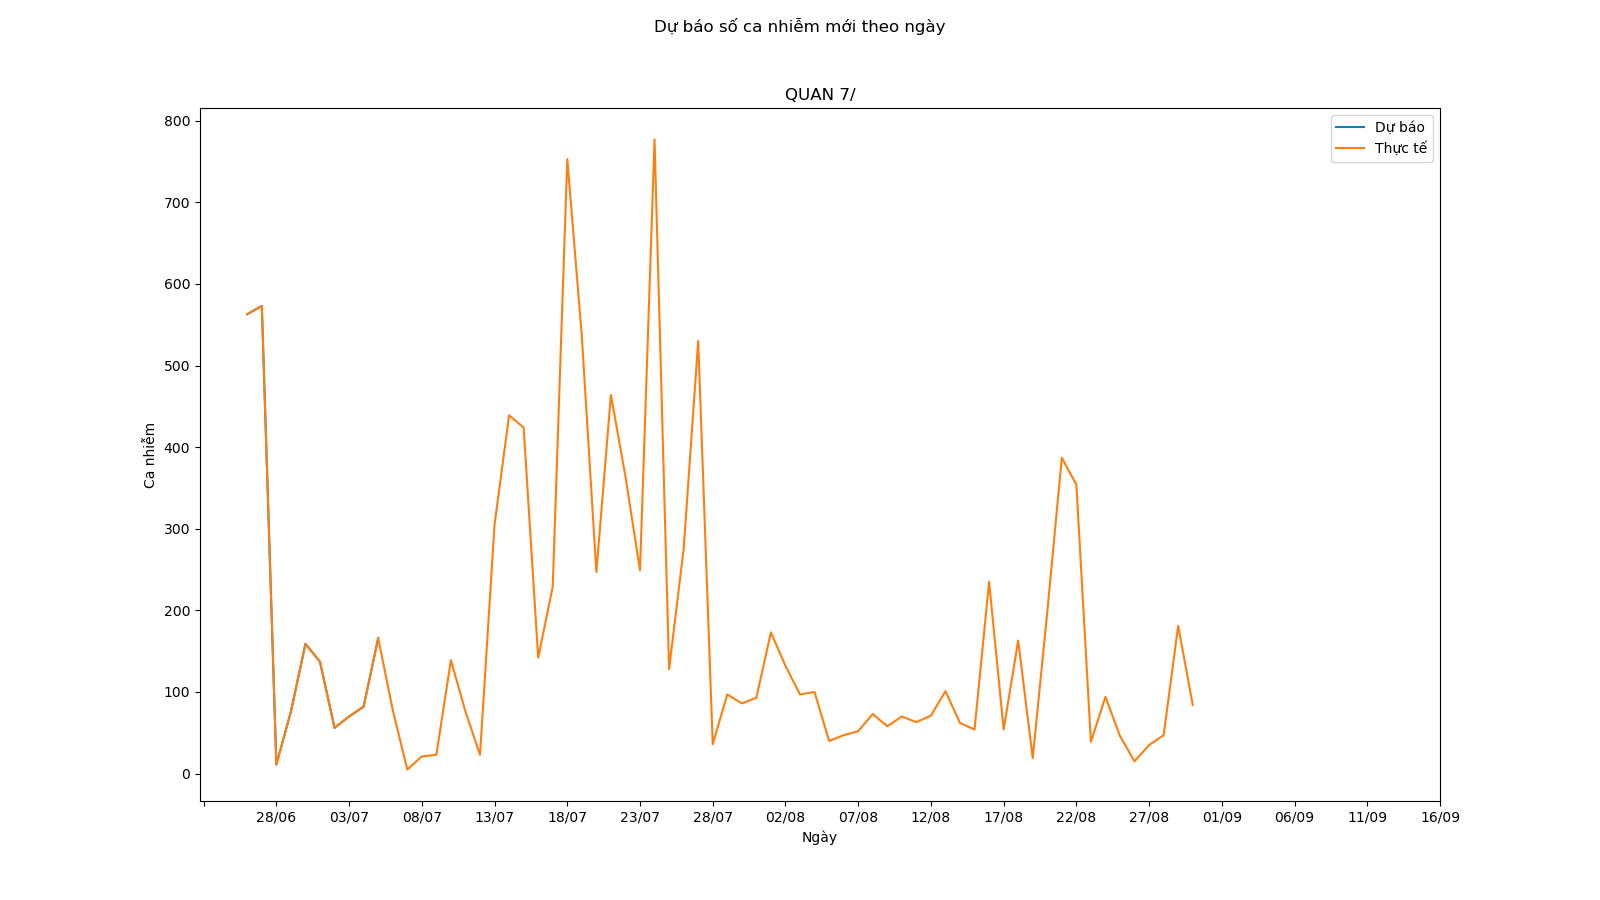 Dự báo số ca nhiễm mới theo ngày
QUAN 7/
Dự báo
Thực tế
800
700
600
500
400
300
200
100
0
Ca nhiễm
28/06 03/07 08/07 13/07 18/07 23/07 28/07 02/08 07/08 12/08 17/08 22/08 27/08 01/09 06/09 11/09 16/09
Ngày